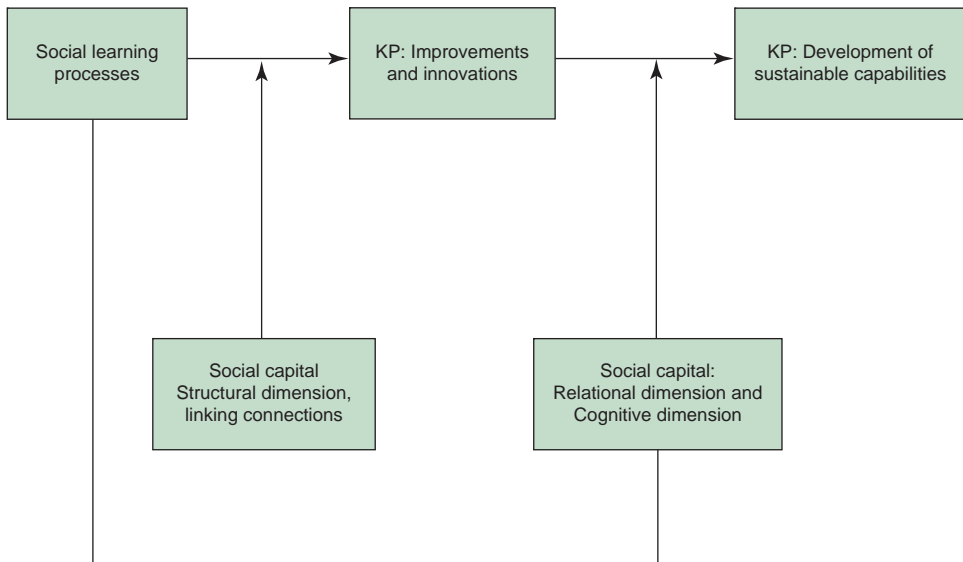 Social learning
processes
KP: Improvements
and innovations
KP: Development of
sustainable capabilities
Social capital
Structural dimension,
linking connections
Social capital:
Relational dimension and
Cognitive dimension